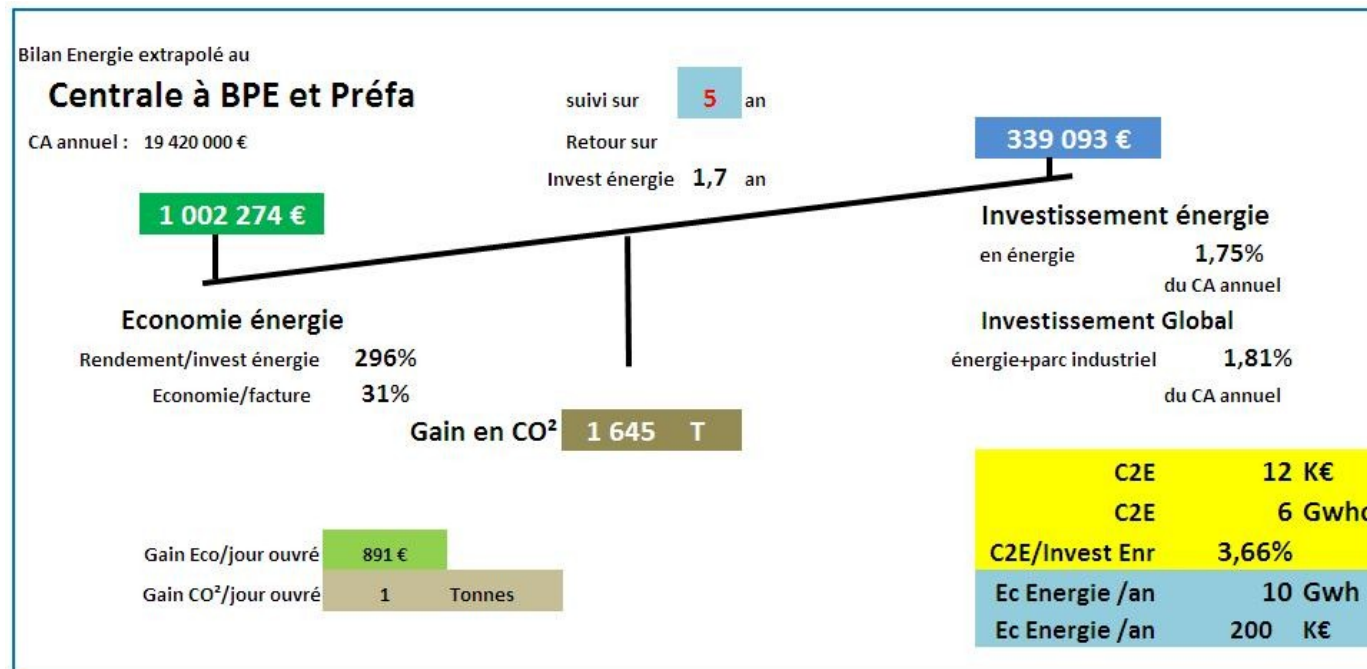 Bilan Energie extrapolé au
Centrale à BPE et Préfa
CA annuel : 19 420 000 €
suivi sur 5 an
Retour sur
Invest énergie 1,7 an
339 093 €
1 002 274 €
Investissement énergie
en énergie 1,75%
du CA annuel
Economie énergie
Rendement/invest énergie 296%
Economie/facture 31%
Investissement Global
énergie+parc industriel 1,81%
du CA annuel
Gain en CO² 1 645 T
C2E 12 K€
C2E 6 Gwhc
C2E/Invest Enr 3,66%
Ec Energie /an 10 Gwh
Ec Energie /an 200 K€
Gain Eco/jour ouvré 891 €
Gain CO²/jour ouvré 1 Tonnes